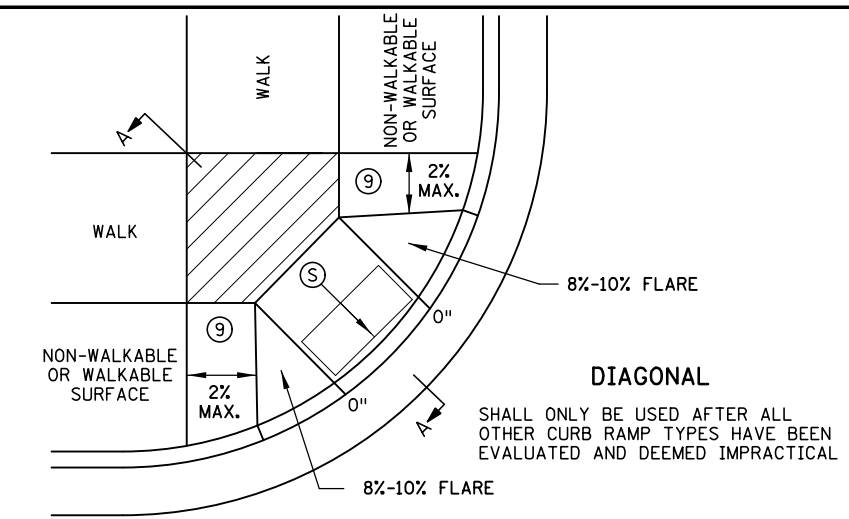 WALK
NON-WALKABLE
OR WALKABLE
SURFACE
A
9
2%
MAX.
WALK
S
8%-10% FLARE
0"
9
NON-WALKABLE
OR WALKABLE
SURFACE
2%
MAX.
0"
A
DIAGONAL
SHALL ONLY BE USED AFTER ALL
OTHER CURB RAMP TYPES HAVE BEEN
EVALUATED AND DEEMED IMPRACTICAL
8%-10% FLARE